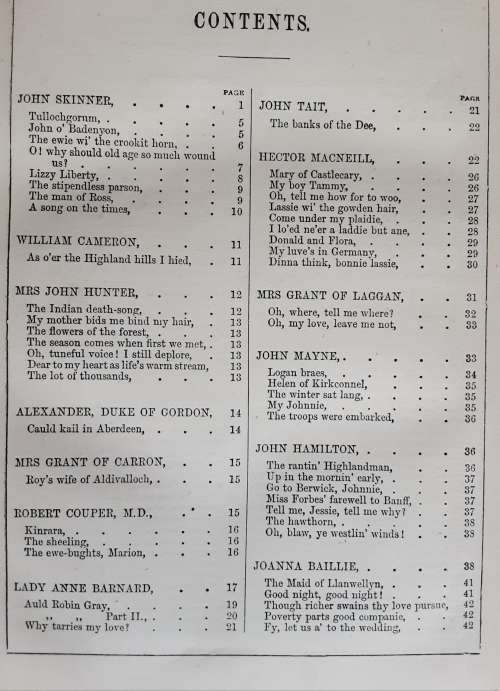 CONTENTS.
PAGE
JOHN SKINNER, . . . . 1
Tullochgorum, . . . . 5
John o' Badenyon, . . . 5
The ewie wi' the crookit horn, . . 6
O! why should old age so much wound
us? . . . . . 7
Lizzy Liberty, . . . . 8
The stipendless parson, . . . 9
The man of Ross, . . . 9
A song on the times, . . . 10
WILLIAM CAMERON, . . . 11
As o'er the Highland hills I hied, . 11
MRS JOHN HUNTER, . . . 12
The Indian death-song, . . . 12
My mother bids me bind my hair, . 13
The flowers of the forest, . . . 13
The season comes when first we met, . 13
Oh, tuneful voice! I still deplore, . 13
Dear to my heart as life's warm stream, 13
The lot of thousands, . . . 13
ALEXANDER, DUKE OF GORDON, 14
Cauld kail in Aberdeen, . . . 14
MRS GRANT OF CARRON, . . 15
Roy's wife of Aldivalloch, . . . 15
ROBERT COUPER, M.D., . . 15
Kinrara, . . . . . . 16
The sheeling, . . . . . 16
The ewe-bughts, Marion, . . . 16
LADY ANNE BARNARD, . . 17
Auld Robin Gray, . . . . 19
,, ,, Part II., . . . 20
Why tarries my love? . . . 21
PAGE
JOHN TAIT, . . . . . 21
The banks of the Dee, . . . 22
HECTOR MACNEILL, . . . 22
Mary of Castlecary, . . . . 26
My boy Tammy, . . . . 26
Oh, tell me how for to woo, . . 27
Lassie wi' the gowden hair, . . 27
Come under my plaidie, . . . 28
I lo'ed ne'er a laddie but ane, . . 28
Donald and Flora, . . . . 29
My luve's in Germany, . . . 29
Dinna think, bonnie lassie, . . 30
MRS GRANT OF LAGGAN, . . 31
Oh, where, tell me where? . . 32
Oh, my love, leave me not, . . 33
JOHN MAYNE, . . . . . 33
Logan braes, . . . . . 34
Helen of Kirkconnel, . . . 35
The winter sat lang, . . . . 35
My Johnnie, . . . . . 35
The troops were embarked, . . 36
JOHN HAMILTON, . . . . 36
The rantin' Highlandman, . . 36
Up in the mornin' early, . . . 37
Go to Berwick, Johnnie, . . . 37
Miss Forbes' farewell to Banff, . . 37
Tell me, Jessie, tell me why? . . 37
The hawthorn, . . . . . 38
Oh, blaw, ye westlin' winds! . . 38
JOANNA BAILLIE, . . . . 38
The Maid of Llanwellyn, . . . 41
Good night, good night! . . . 41
Though richer swains thy love pursue, 42
Poverty parts good companie, . . 42
Fy, let us a' to the wedding, . . 42